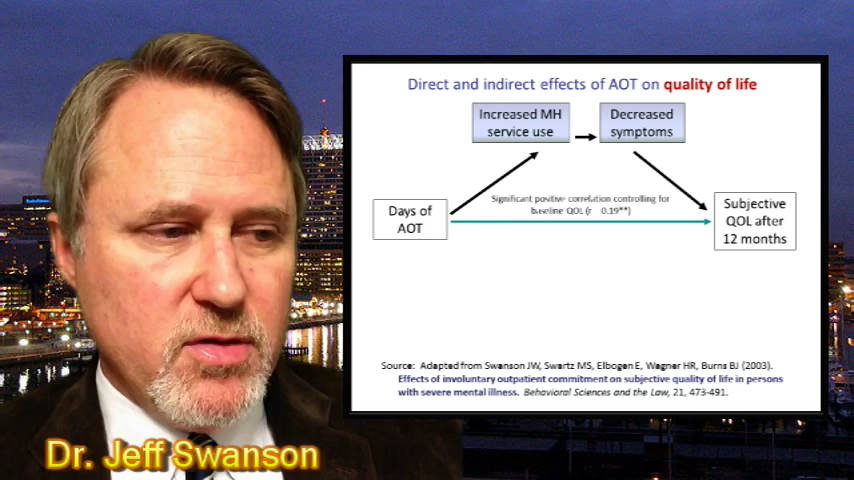 Direct and indirect effects of AOT on quality of life
Increased MH
service use
Decreased
symptoms
Significant positive correlation controlling for
baseline QOL (r 0.19**)
Days of
AOT
Subjective
QOL after
12 months
Source: Adapted from Swanson JW, Swartz MS, Elbogen E, Wagner HR, Burns BJ (2003).
Effects of involuntary outpatient commitment on subjective quality of life in persons
with severe mental illness. Behavioral Sciences and the Law, 21, 473-491.
Dr. Jeff Swanson